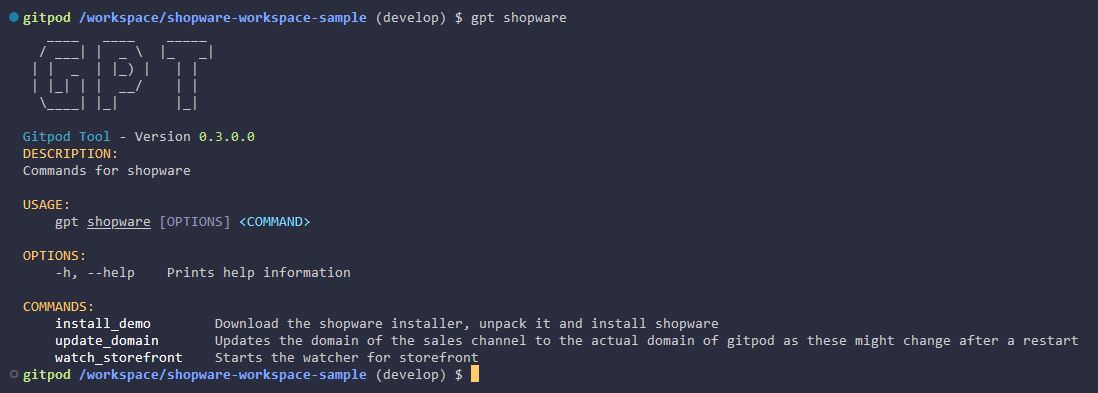 gitpod /workspace/shopware-workspace-sample (develop) $ gpt shopware
GPT
Gitpod Tool - Version 0.3.0.0
DESCRIPTION:
Commands for shopware
USAGE:
gpt shopware [OPTIONS] <COMMAND>
OPTIONS:
-h, --help    Prints help information
COMMANDS:
install_demo    Download the shopware installer, unpack it and install shopware
update_domain    Updates the domain of the sales channel to the actual domain of gitpod as these might change after a restart
watch_storefront    Starts the watcher for storefront
gitpod /workspace/shopware-workspace-sample (develop) $